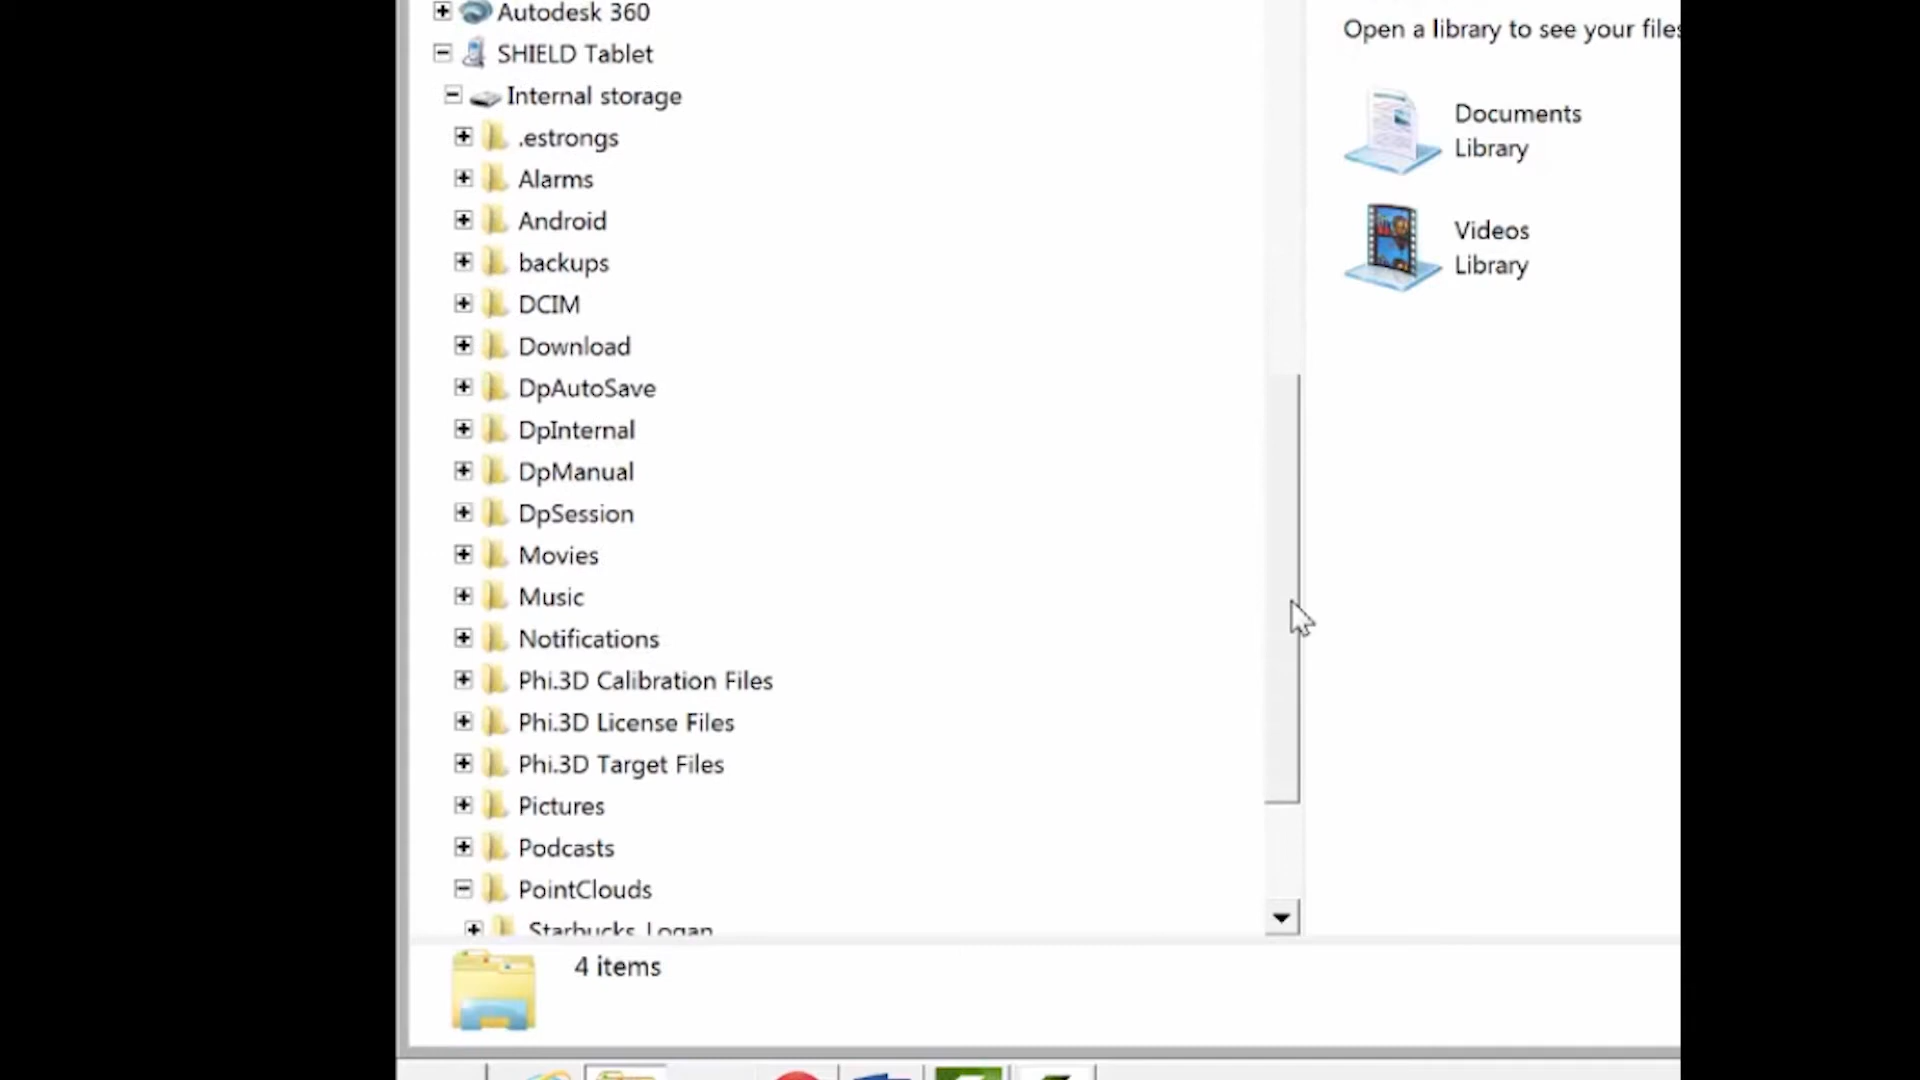 Autodesk 360
SHIELD Tablet
Internal storage
.estrongs
Alarms
Android
backups
DCIM
Download
DpAutoSave
DpInternal
DpManual
DpSession
Movies
Music
Notifications
Phi.3D Calibration Files
Phi.3D License Files
Phi.3D Target Files
Pictures
Podcasts
PointClouds
Starbucks Logan
4 items
Open a library to see your files
Documents
Library
Videos
Library